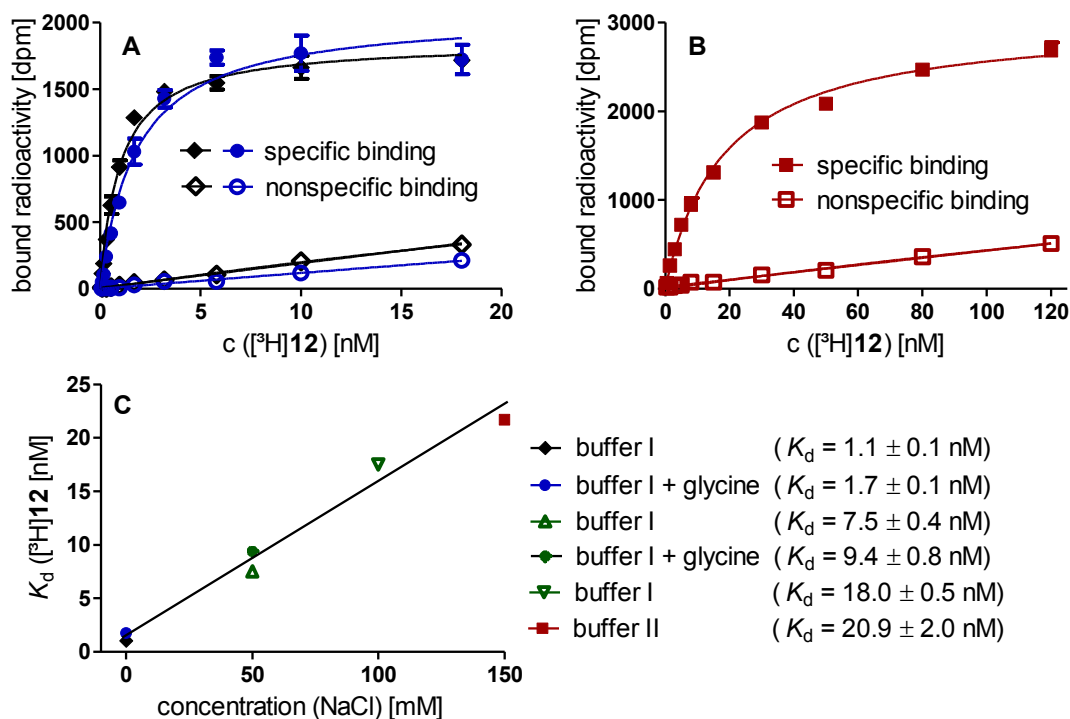 A
bound radioactivity [dpm]
2000
1500
1000
500
0
specific binding
nonspecific binding
0 5 10 15 20
c ([³H]12) [nM]
B
bound radioactivity [dpm]
3000
2000
1000
0
specific binding
nonspecific binding
0 20 40 60 80 100 120
c ([³H]12) [nM]
C
Kd ([³H]12) [nM]
25
20
15
10
5
0
0 50 100 150
concentration (NaCl) [mM]
buffer I ( Kd = 1.1 ± 0.1 nM)
buffer I + glycine ( Kd = 1.7 ± 0.1 nM)
buffer I ( Kd = 7.5 ± 0.4 nM)
buffer I + glycine ( Kd = 9.4 ± 0.8 nM)
buffer I ( Kd = 18.0 ± 0.5 nM)
buffer II ( Kd = 20.9 ± 2.0 nM)